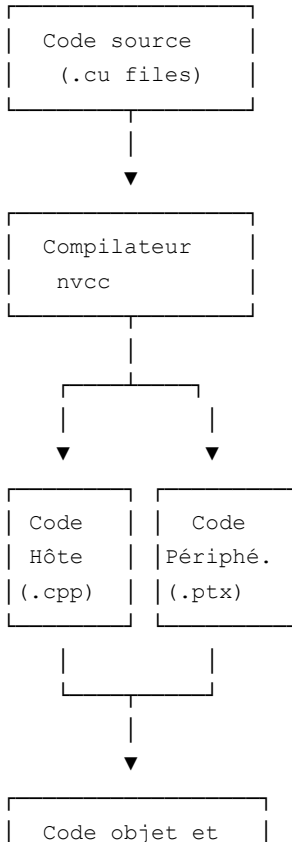 Code source
(.cu files)
Compilateur
nvcc
Code
Hôte
(.cpp)
Code
Périphé.
(.ptx)
Code objet et